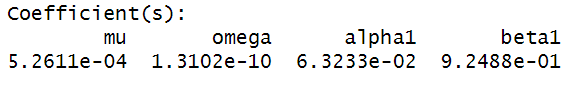 Coefficient(s):
mu omega alpha1 beta1
5.2611e-04 1.3102e-10 6.3233e-02 9.2488e-01